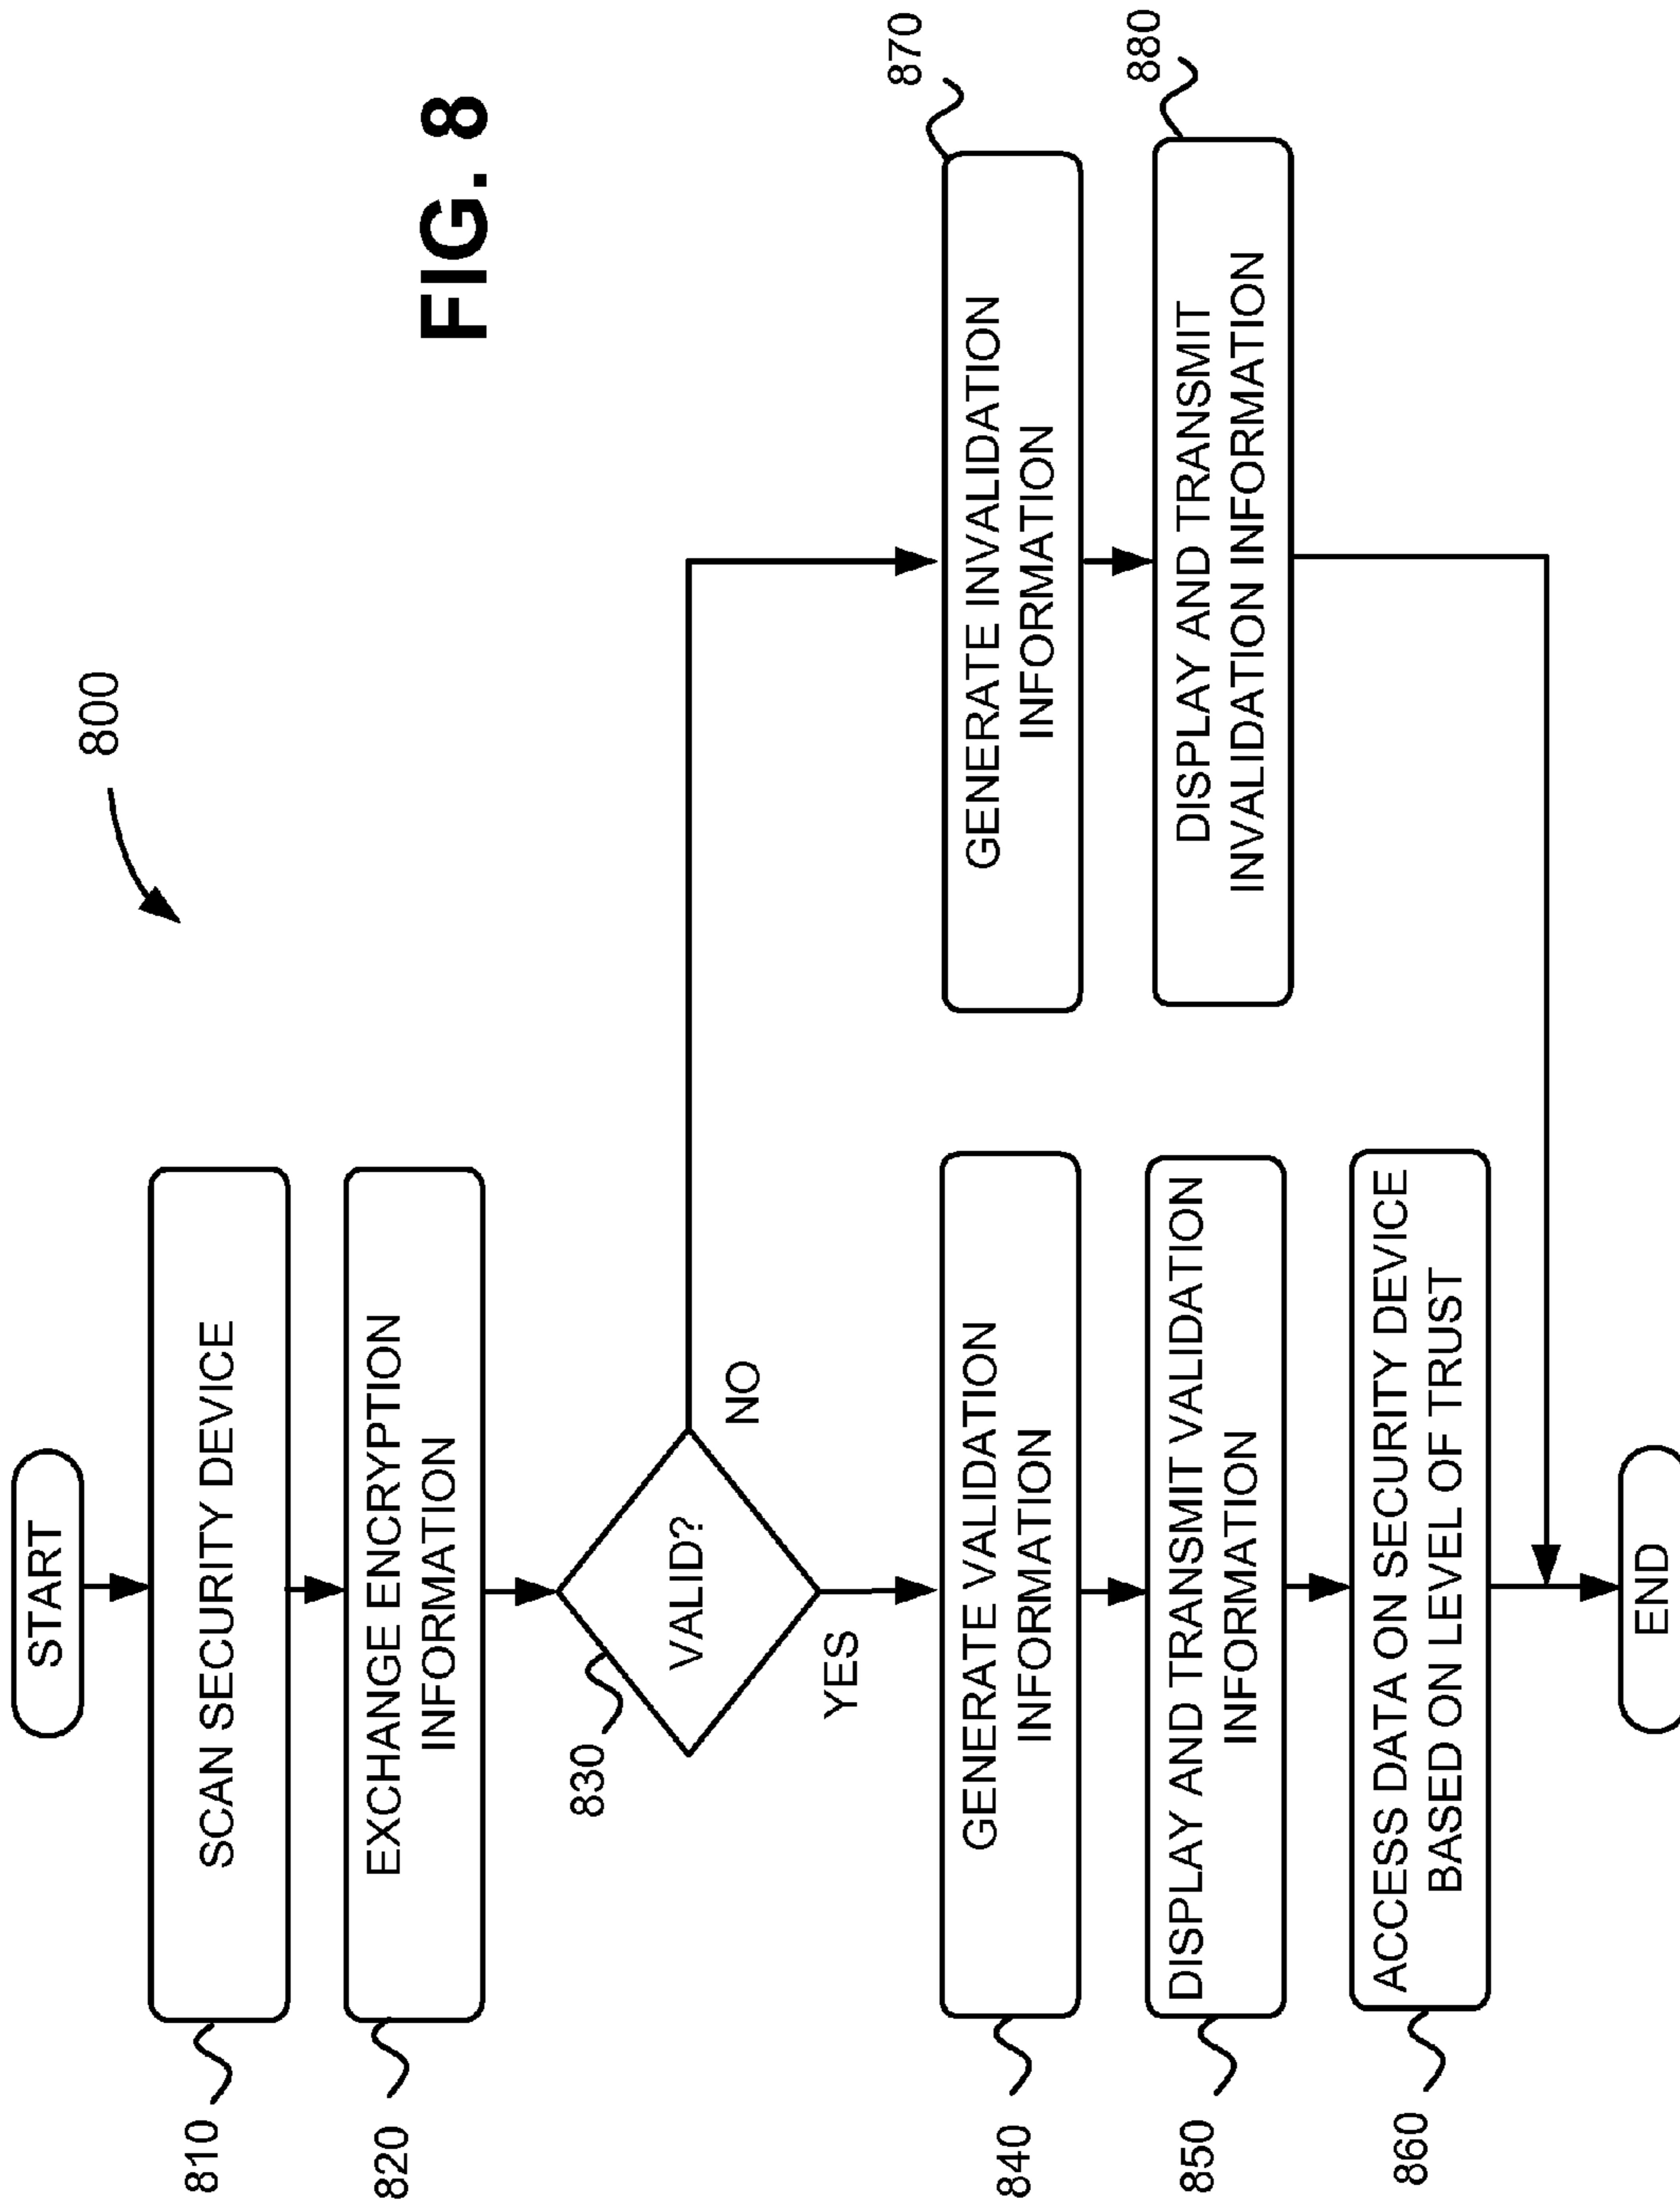 800
FIG. 8
START
810
SCAN SECURITY DEVICE
820
EXCHANGE ENCRYPTION
INFORMATION
830
VALID?
NO
YES
840
GENERATE VALIDATION
INFORMATION
850
DISPLAY AND TRANSMIT VALIDATION
INFORMATION
860
ACCESS DATA ON SECURITY DEVICE
BASED ON LEVEL OF TRUST
870
GENERATE INVALIDATION
INFORMATION
880
DISPLAY AND TRANSMIT
INVALIDATION INFORMATION
END